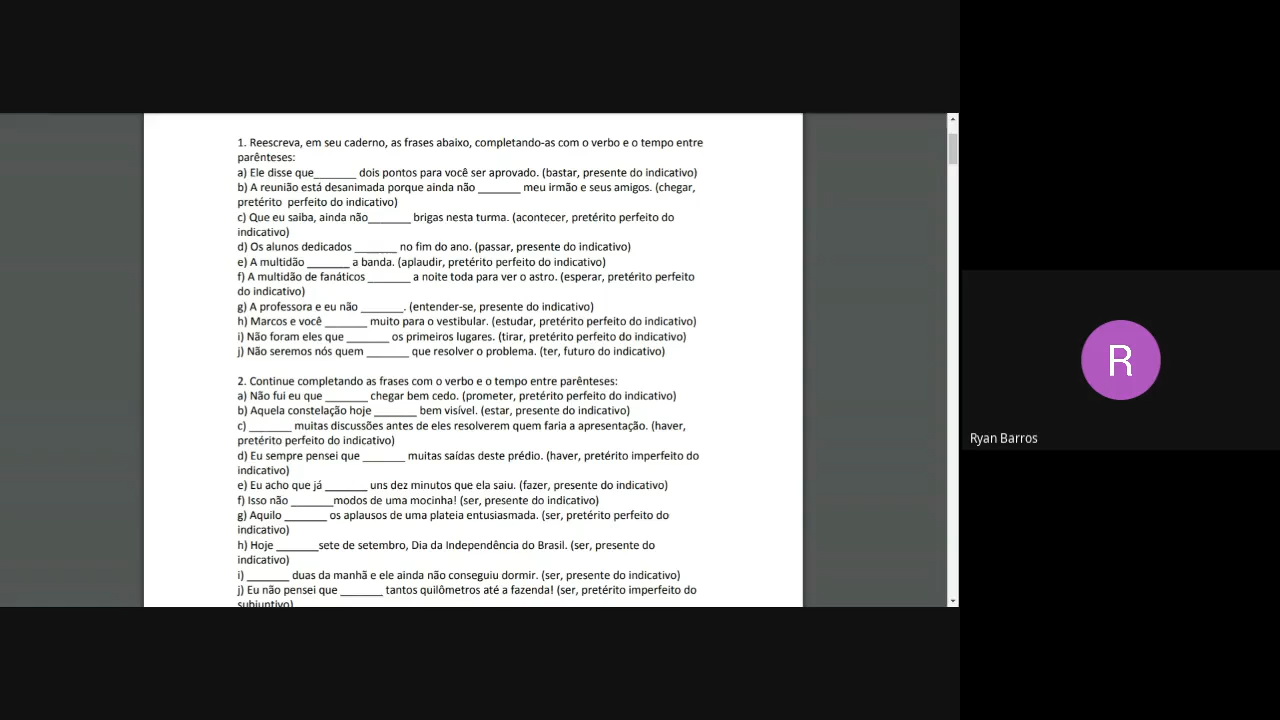 1. Reescreva, em seu caderno, as frases abaixo, completando-as com o verbo e o tempo entre
parênteses:
a) Ele disse que_______ dois pontos para você ser aprovado. (bastar, presente do indicativo)
b) A reunião está desanimada porque ainda não _______ meu irmão e seus amigos. (chegar,
pretérito  perfeito do indicativo)
c) Que eu saiba, ainda não_______ brigas nesta turma. (acontecer, pretérito perfeito do
indicativo)
d) Os alunos dedicados _______ no fim do ano. (passar, presente do indicativo)
e) A multidão _______ a banda. (aplaudir, pretérito perfeito do indicativo)
f) A multidão de fanáticos _______ a noite toda para ver o astro. (esperar, pretérito perfeito
do indicativo)
g) A professora e eu não _______. (entender-se, presente do indicativo)
h) Marcos e você _______ muito para o vestibular. (estudar, pretérito perfeito do indicativo)
i) Não foram eles que _______ os primeiros lugares. (tirar, pretérito perfeito do indicativo)
j) Não seremos nós quem _______ que resolver o problema. (ter, futuro do indicativo)
2. Continue completando as frases com o verbo e o tempo entre parênteses:
a) Não fui eu que _______ chegar bem cedo. (prometer, pretérito perfeito do indicativo)
b) Aquela constelação hoje _______ bem visível. (estar, presente do indicativo)
c) _______ muitas discussões antes de eles resolverem quem faria a apresentação. (haver,
pretérito perfeito do indicativo)
d) Eu sempre pensei que _______ muitas saídas deste prédio. (haver, pretérito imperfeito do
indicativo)
e) Eu acho que já _______ uns dez minutos que ela saiu. (fazer, presente do indicativo)
f) Isso não _______modos de uma mocinha! (ser, presente do indicativo)
g) Aquilo _______ os aplausos de uma plateia entusiasmada. (ser, pretérito perfeito do
indicativo)
h) Hoje _______sete de setembro, Dia da Independência do Brasil. (ser, presente do
indicativo)
i) _______ duas da manhã e ele ainda não conseguiu dormir. (ser, presente do indicativo)
j) Eu não pensei que _______ tantos quilômetros até a fazenda! (ser, pretérito imperfeito do
subjuntivo)
R
Ryan Barros